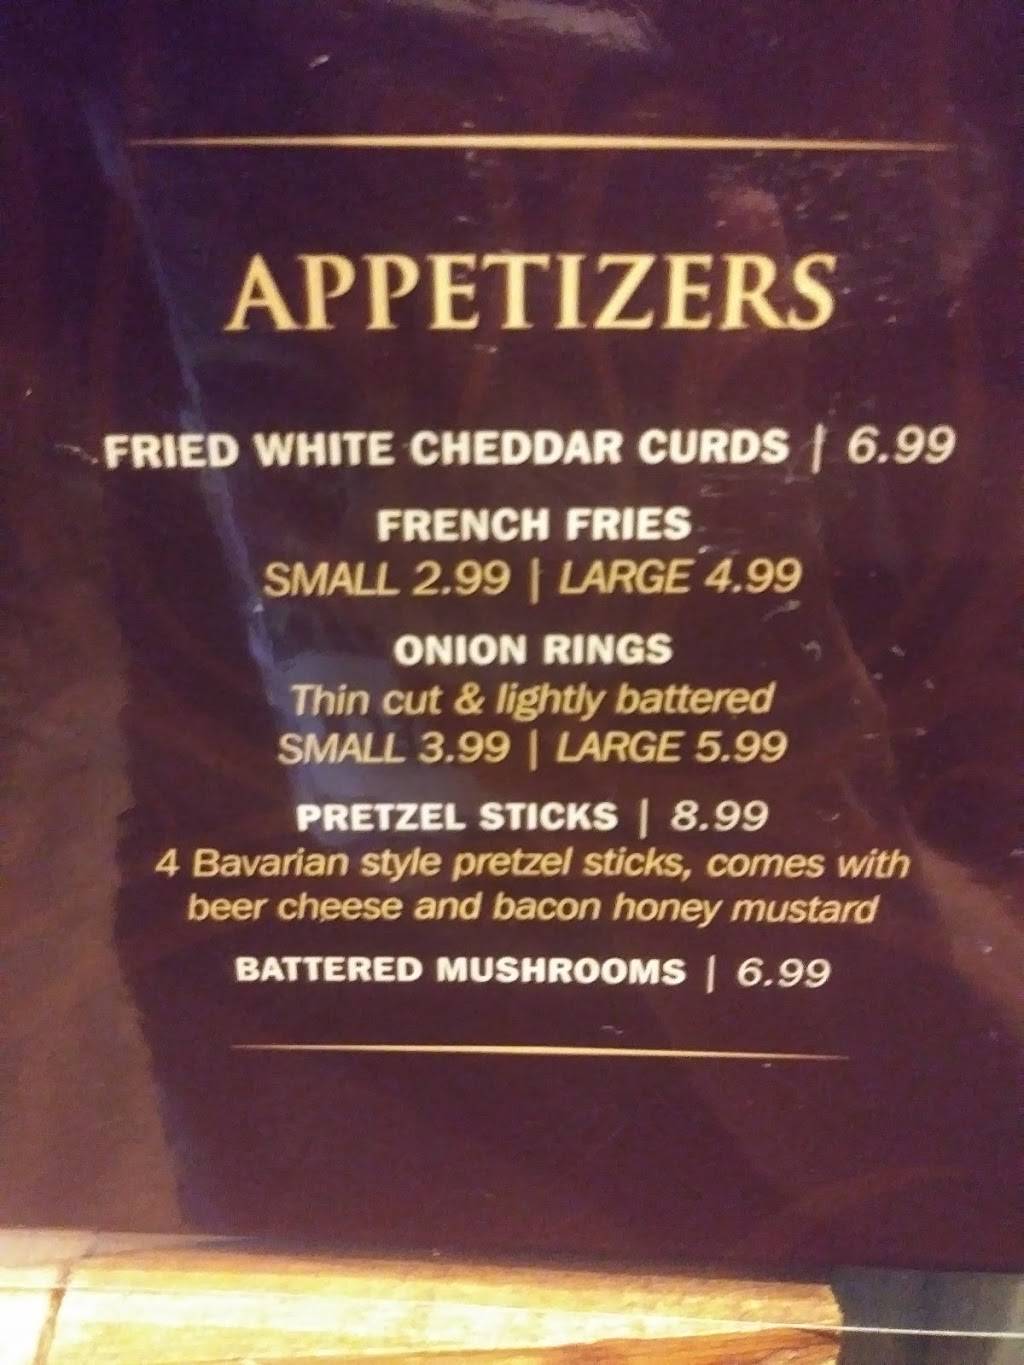 APPETIZERS
FRIED WHITE CHEDDAR CURDS | 6.99
FRENCH FRIES
SMALL 2.99 | LARGE 4.99
ONION RINGS
Thin cut & lightly battered
SMALL 3.99 | LARGE 5.99
PRETZEL STICKS | 8.99
4 Bavarian style pretzel sticks, comes with
beer cheese and bacon honey mustard
BATTERED MUSHROOMS | 6.99